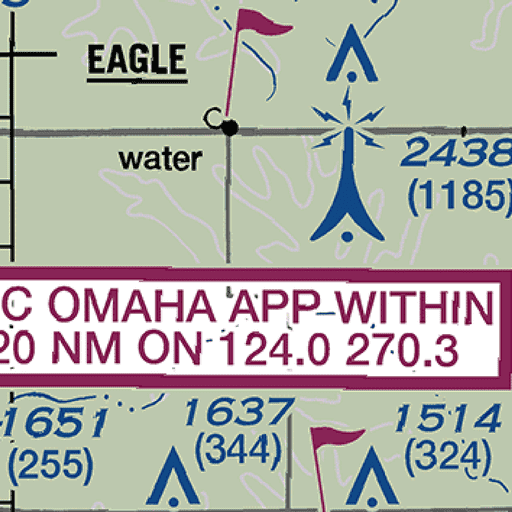 EAGLE
water
2438
(1185)
C OMAHA APP WITHIN
20 NM ON 124.0 270.3
1651
(255)
1637
(344)
1514
(324)